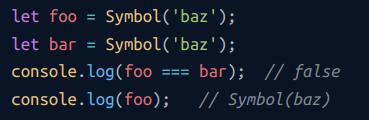 let foo = Symbol('baz');
let bar = Symbol('baz');
console.log(foo === bar);  // false
console.log(foo);   // Symbol(baz)